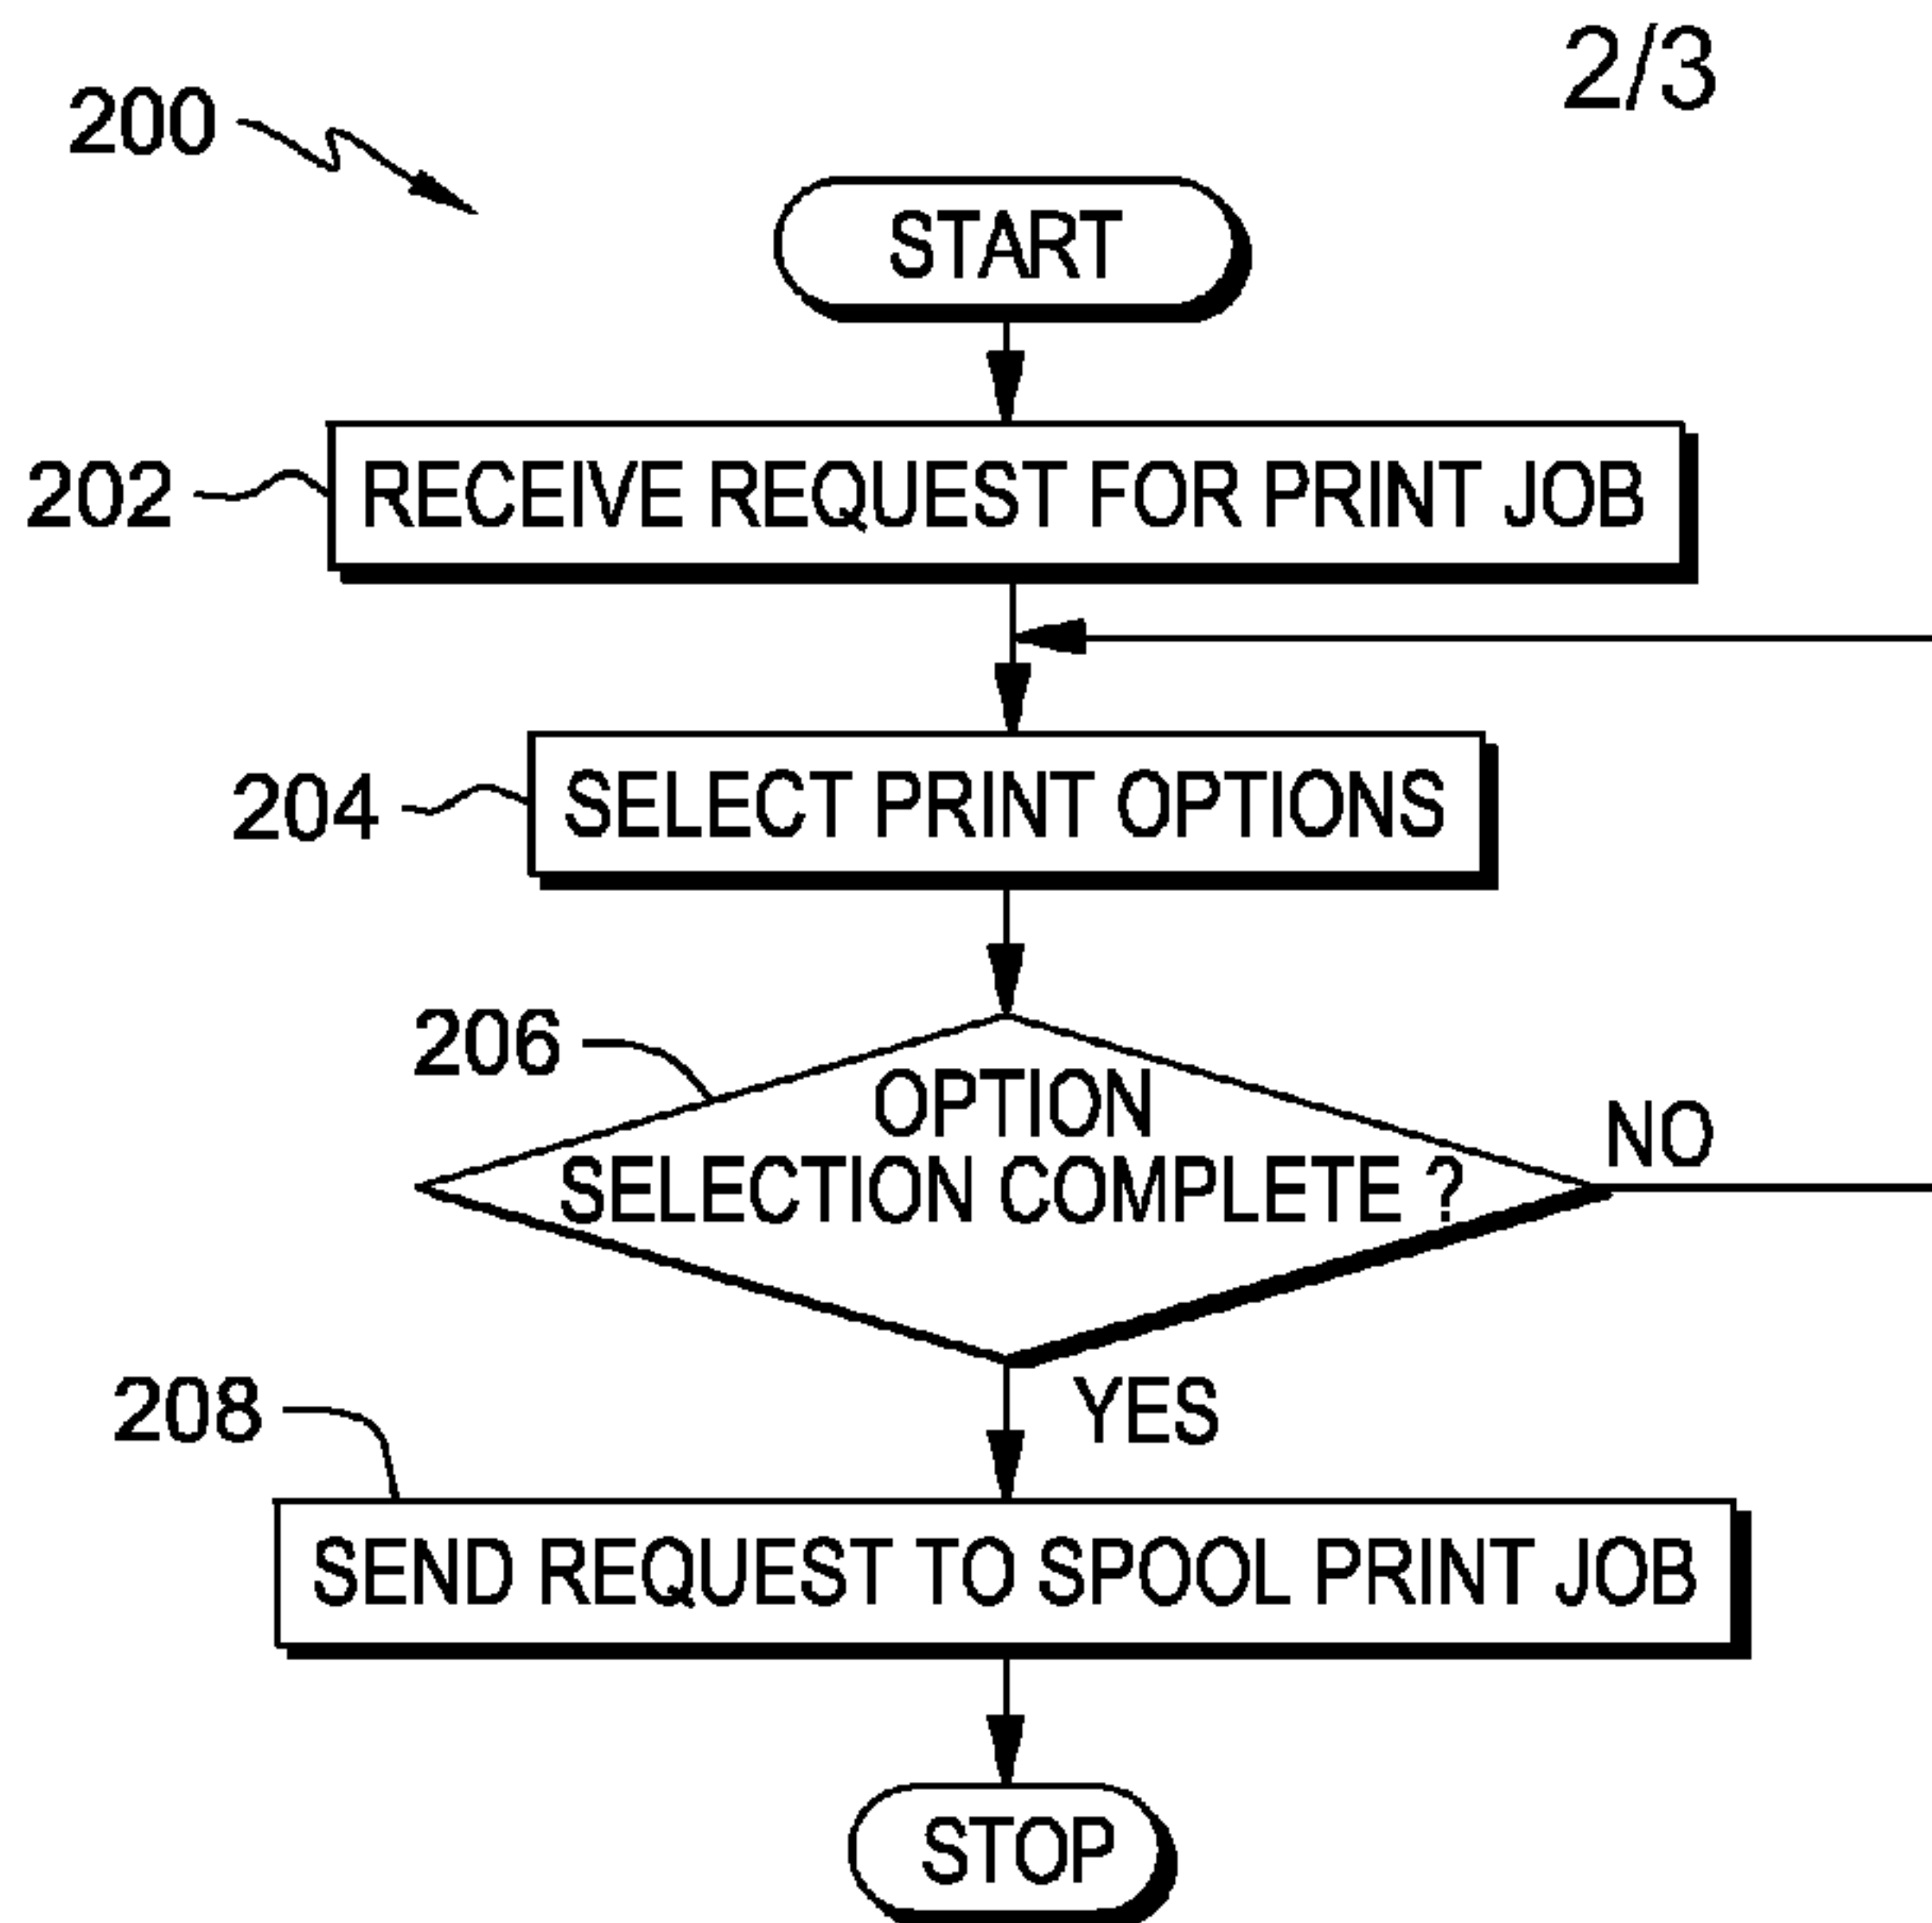 2/3
200
START
202
RECEIVE REQUEST FOR PRINT JOB
204
SELECT PRINT OPTIONS
206
OPTION
SELECTION COMPLETE ?
NO
YES
208
SEND REQUEST TO SPOOL PRINT JOB
STOP